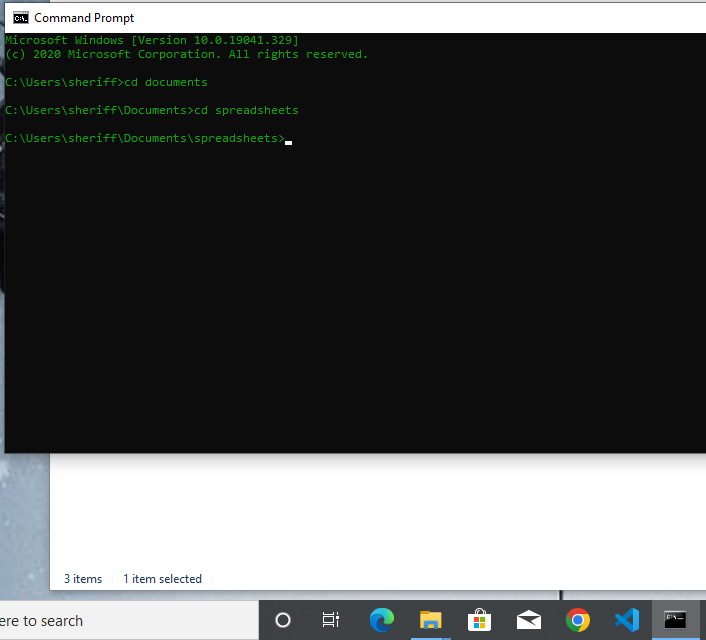 Command Prompt
Microsoft Windows [Version 10.0.19041.329]
(c) 2020 Microsoft Corporation. All rights reserved.
C:\Users\sheriff>cd documents
C:\Users\sheriff\Documents>cd spreadsheets
C:\Users\sheriff\Documents\spreadsheets>
3 items 1 item selected
ere to search